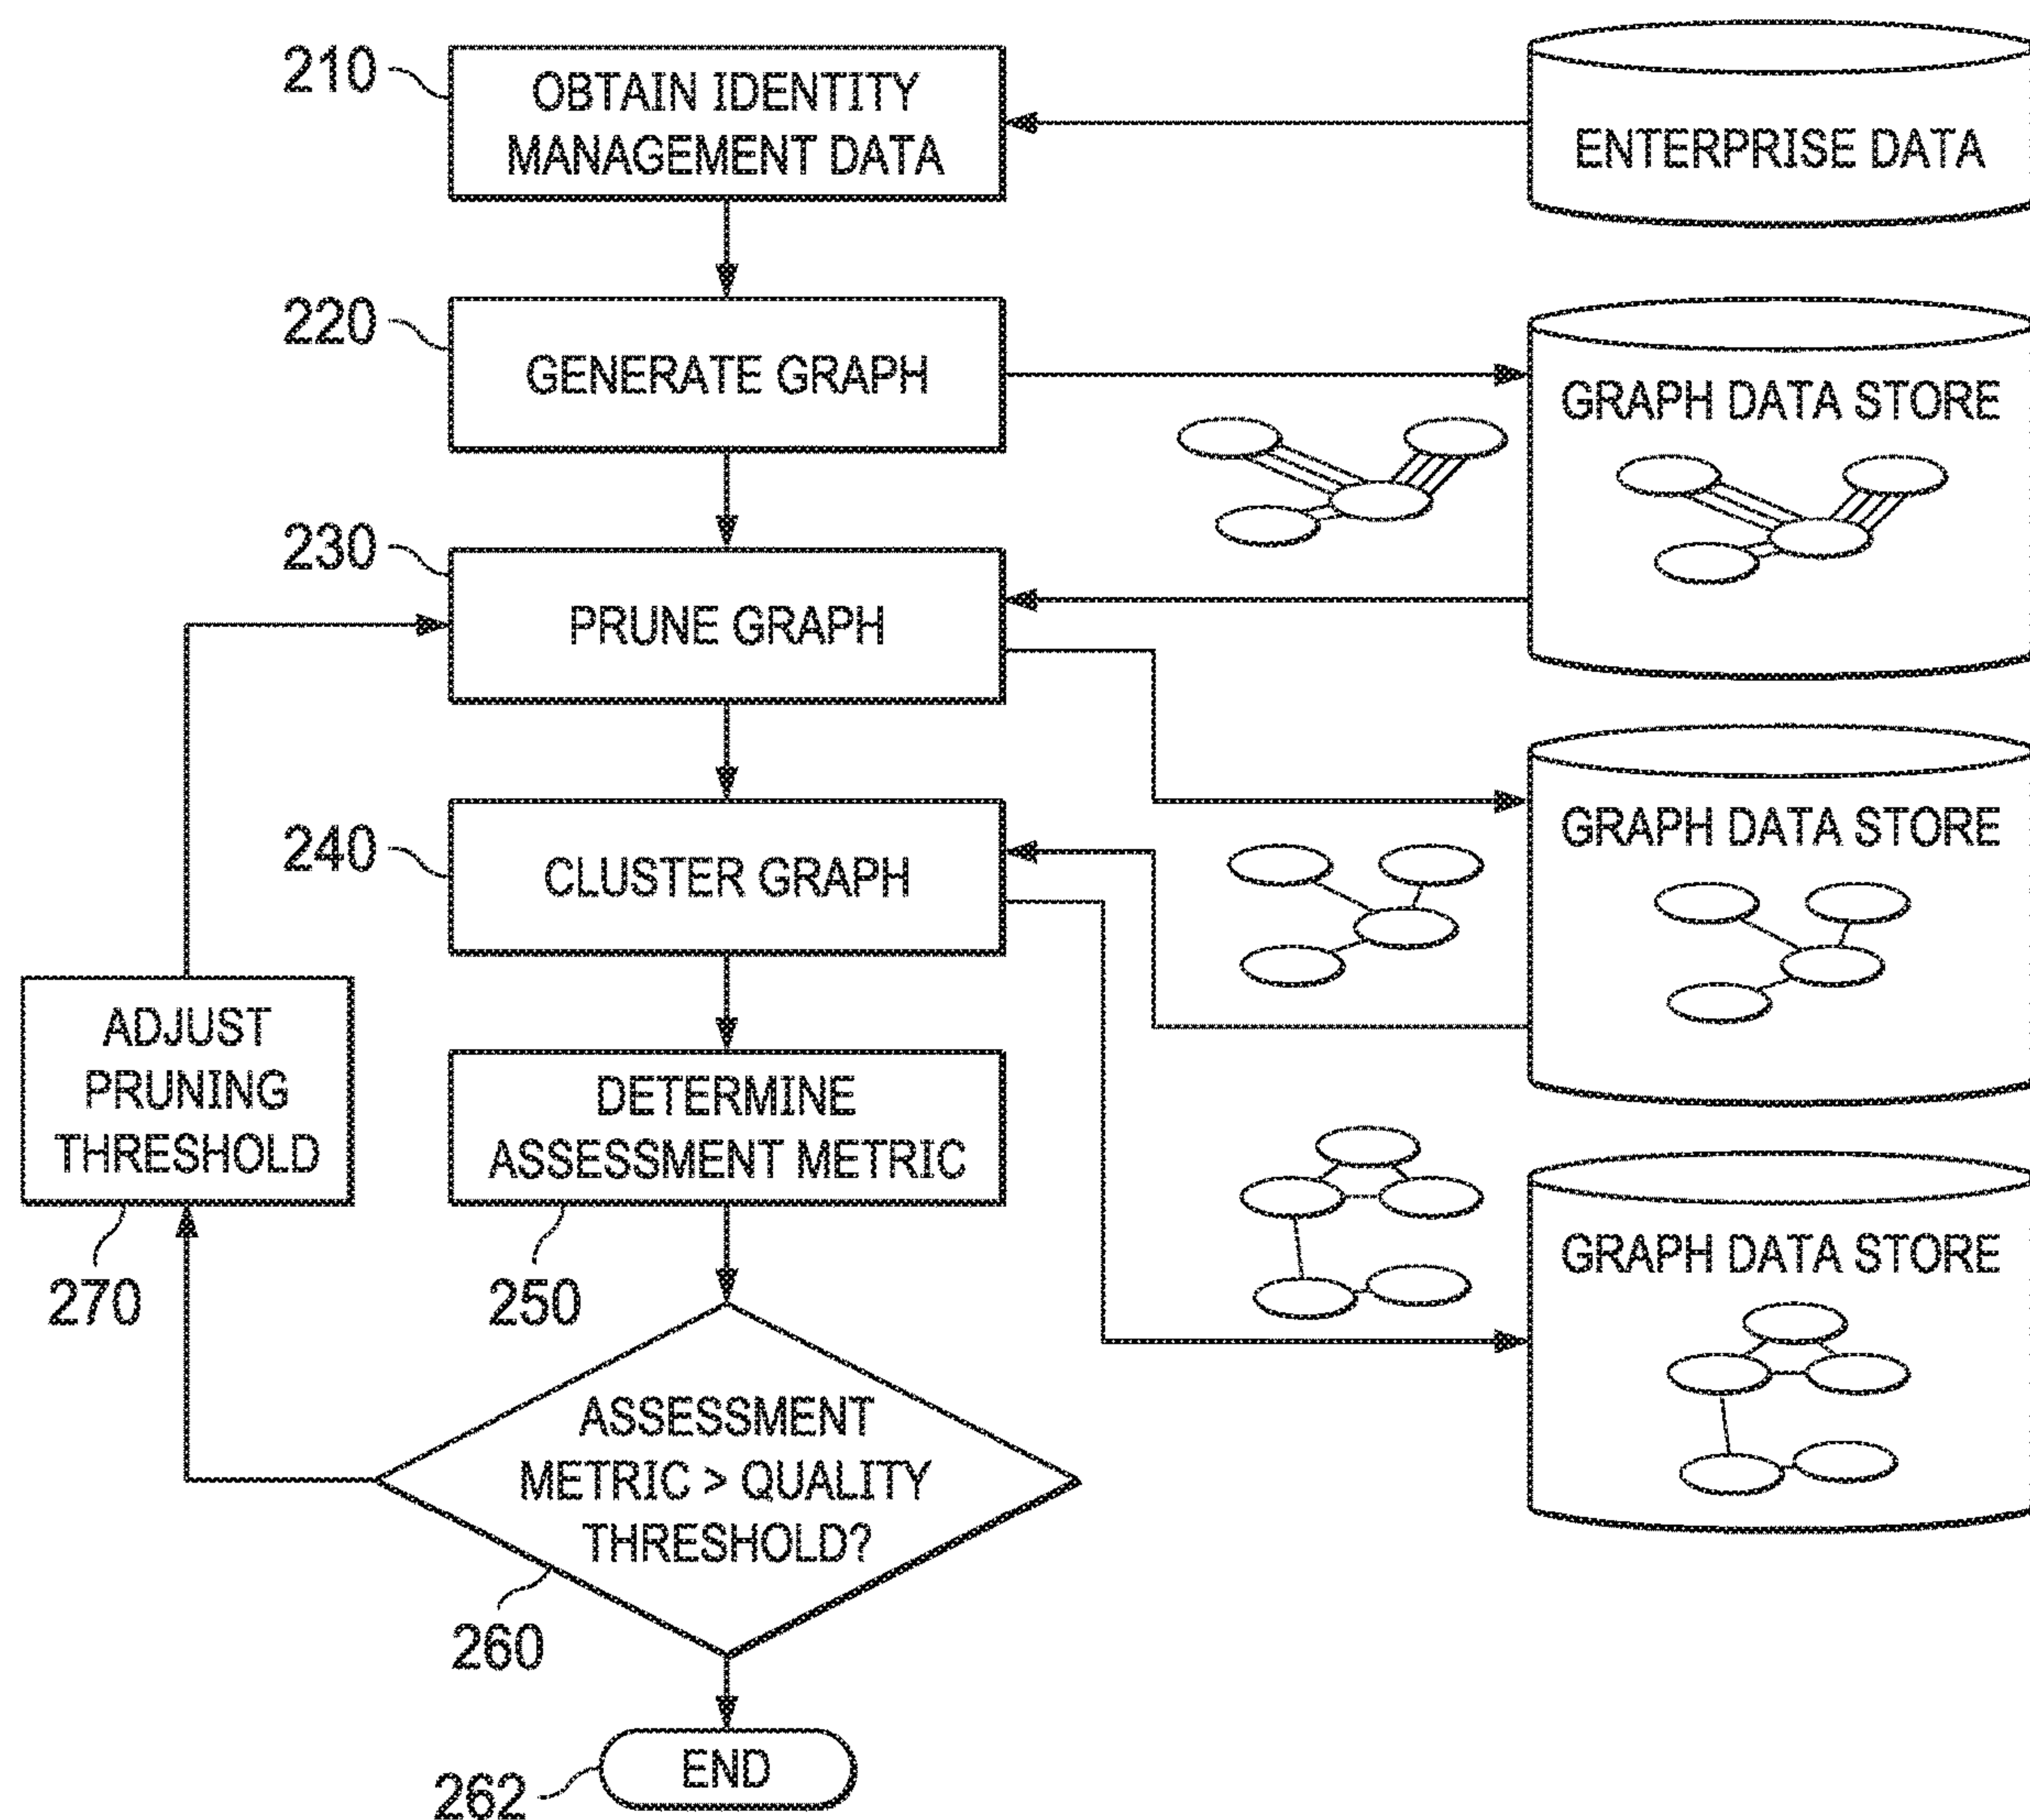 210
OBTAIN IDENTITY
MANAGEMENT DATA
ENTERPRISE DATA
220
GENERATE GRAPH
GRAPH DATA STORE
230
PRUNE GRAPH
240
CLUSTER GRAPH
GRAPH DATA STORE
ADJUST
PRUNING
THRESHOLD
270
DETERMINE
ASSESSMENT METRIC
250
GRAPH DATA STORE
ASSESSMENT
METRIC > QUALITY
THRESHOLD?
260
END
262